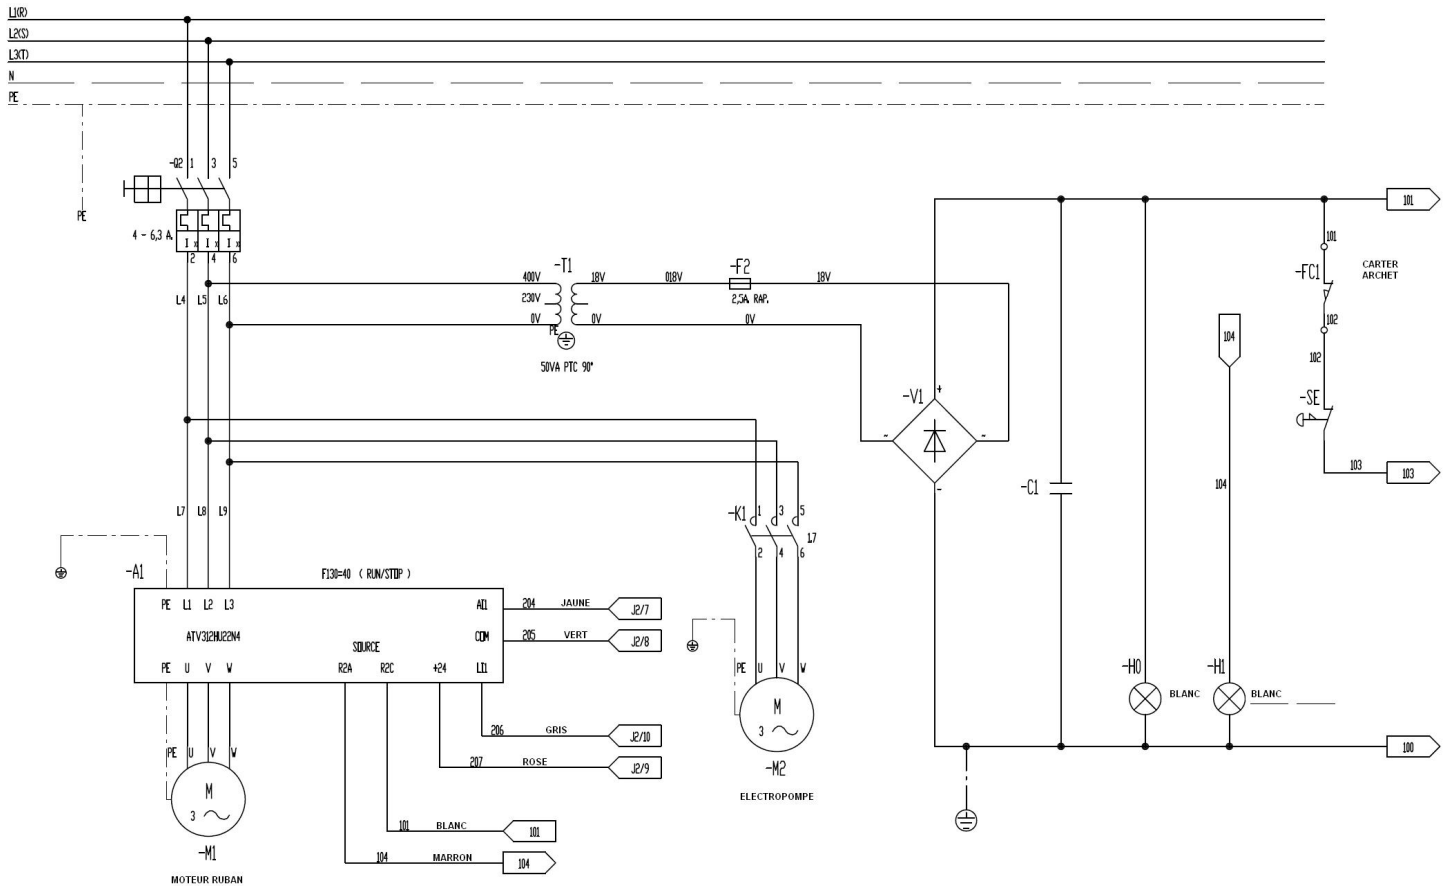 L1(R)
L2(S)
L3(T)
N
PE
-Q2 1 3 5
PE
4 - 6,3 A.
I x I x I x
2 4 6
101
101
-FC1
CARTER
ARCHET
102
102
-SE
103 103
-T1
400V 18V 018V
-F2
18V
230V
2,5A. RAP.
0V 0V 0V
PE
50VA PTC 90°
L4 L5 L6
104
104
-V1
+
~ ~
-
-C1
L7 L8 L9
-K1 1 3 5
1.7
2 4 6
-A1
F130=40 ( RUN/STOP )
PE L1 L2 L3
AI1 204 JAUNE J2/7
ATV312HU22N4
COM 205 VERT J2/8
SOURCE
PE U V W
R2A R2C +24 LI1
PE U V W
-H0 BLANC
-H1 BLANC
M
3 ~
-M2
ELECTROPOMPE
206 GRIS J2/10
207 ROSE J2/9
100
PE U V W
M
3 ~
-M1
MOTEUR RUBAN
101 BLANC 101
104 MARRON 104